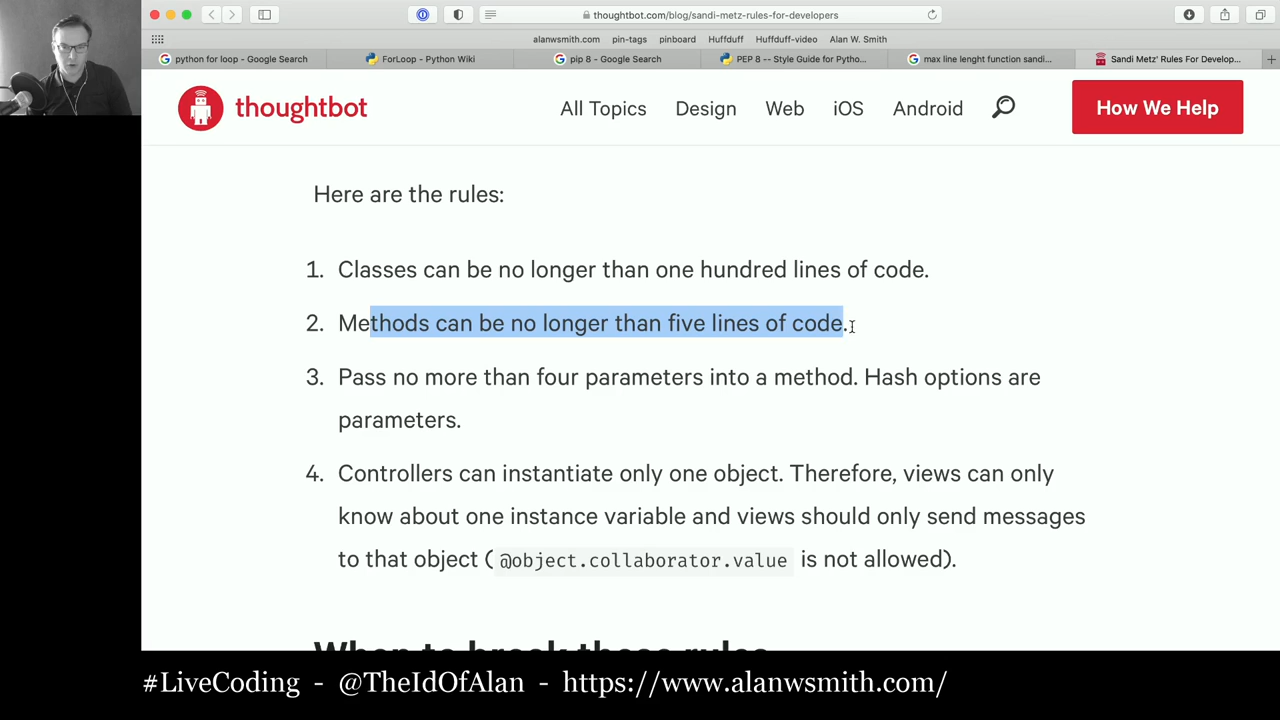 thoughtbot.com/blog/sandi-metz-rules-for-developers
alanwsmith.com pin-tags pinboard Huffduff Huffduff-video Alan W. Smith
python for loop - Google Search ForLoop - Python Wiki pip 8 - Google Search PEP 8 -- Style Guide for Pytho... max line lenght function sandi... Sandi Metz' Rules For Develop...
thoughtbot All Topics Design Web iOS Android How We Help
Here are the rules:
1. Classes can be no longer than one hundred lines of code.
2. Methods can be no longer than five lines of code.
3. Pass no more than four parameters into a method. Hash options are
parameters.
4. Controllers can instantiate only one object. Therefore, views can only
know about one instance variable and views should only send messages
to that object (@object.collaborator.value is not allowed).
When to break these rules
#LiveCoding - @TheIdOfAlan - https://www.alanwsmith.com/